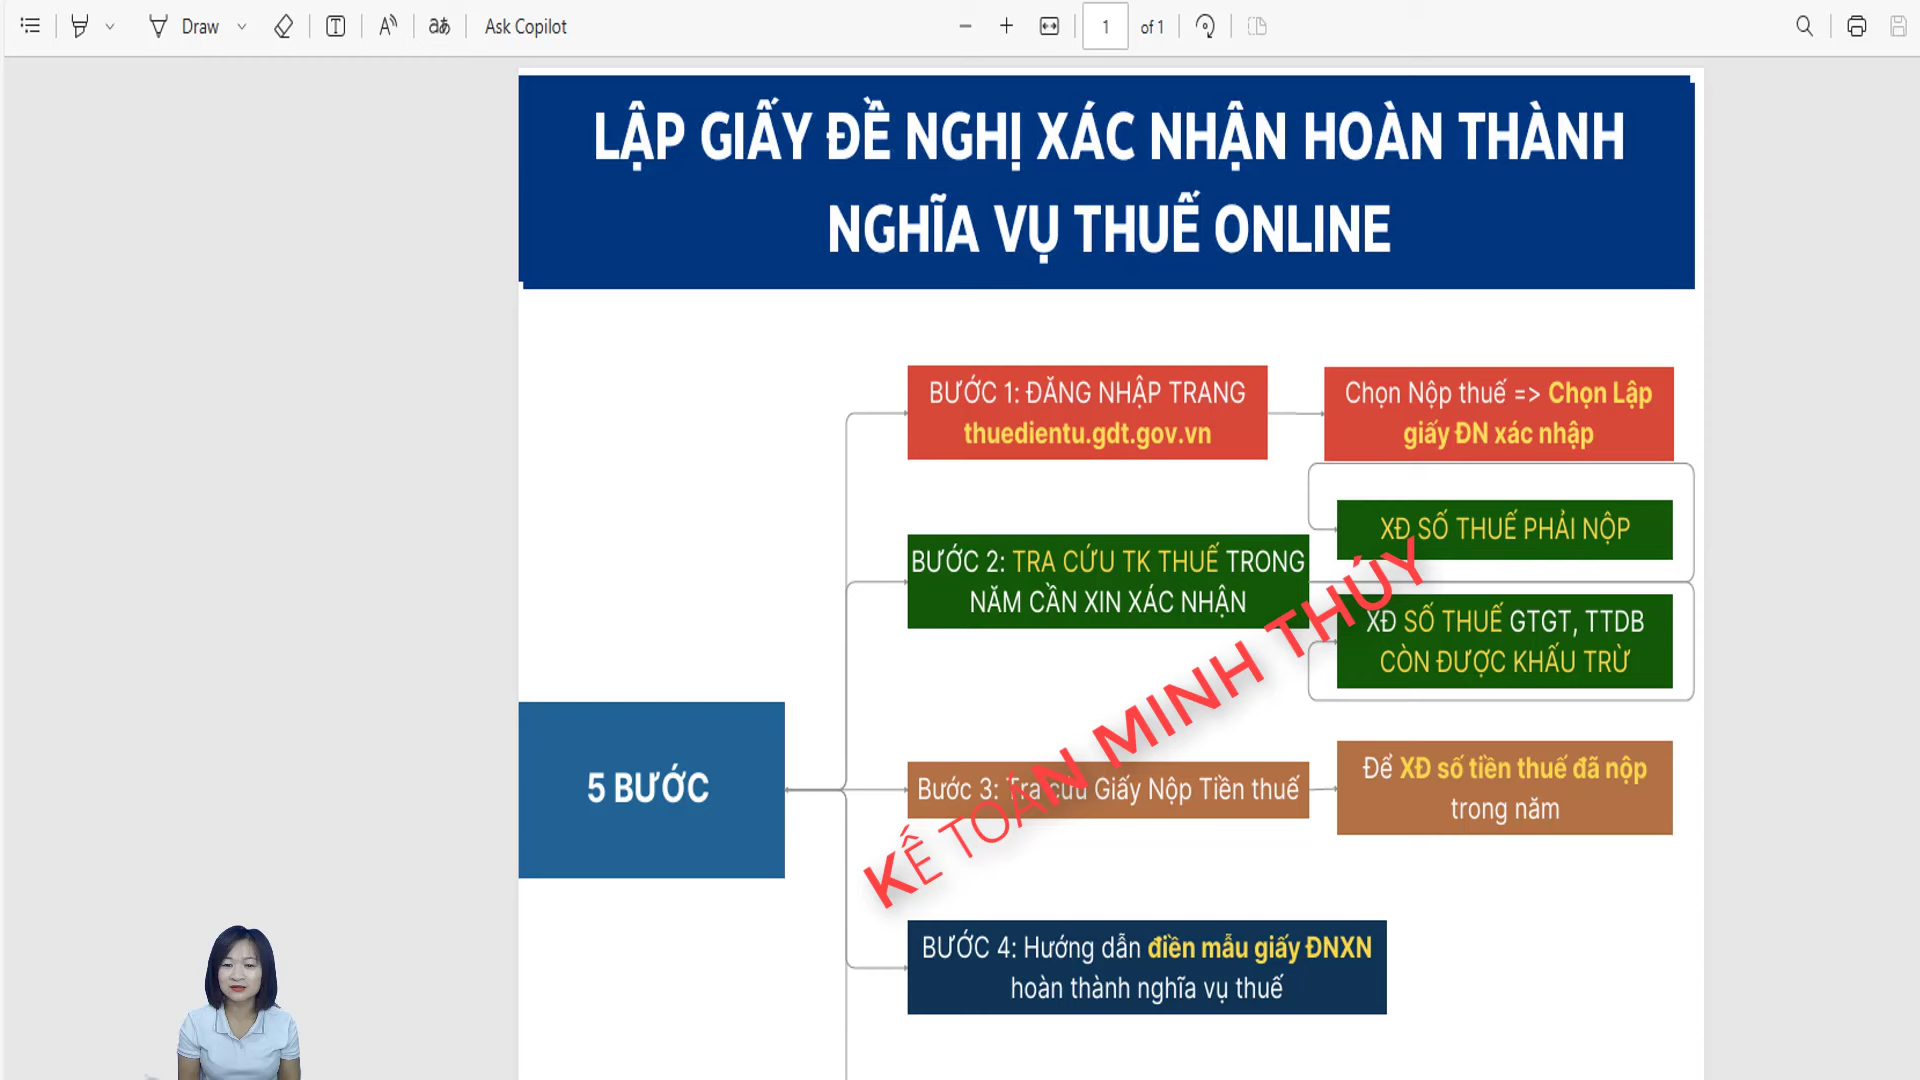 Draw
Ask Copilot
1
of 1
LẬP GIẤY ĐỀ NGHỊ XÁC NHẬN HOÀN THÀNH
NGHĨA VỤ THUẾ ONLINE
BƯỚC 1: ĐĂNG NHẬP TRANG
thuedientu.gdt.gov.vn
Chọn Nộp thuế => Chọn Lập
giấy ĐN xác nhập
XĐ SỐ THUẾ PHẢI NỘP
BƯỚC 2: TRA CỨU TK THUẾ TRONG
NĂM CẦN XIN XÁC NHẬN
XĐ SỐ THUẾ GTGT, TTDB
CÒN ĐƯỢC KHẤU TRỪ
5 BƯỚC
Bước 3: Tra cứu Giấy Nộp Tiền thuế
Để XĐ số tiền thuế đã nộp
trong năm
KẾ TOÁN MINH THÚY
BƯỚC 4: Hướng dẫn điền mẫu giấy ĐNXN
hoàn thành nghĩa vụ thuế